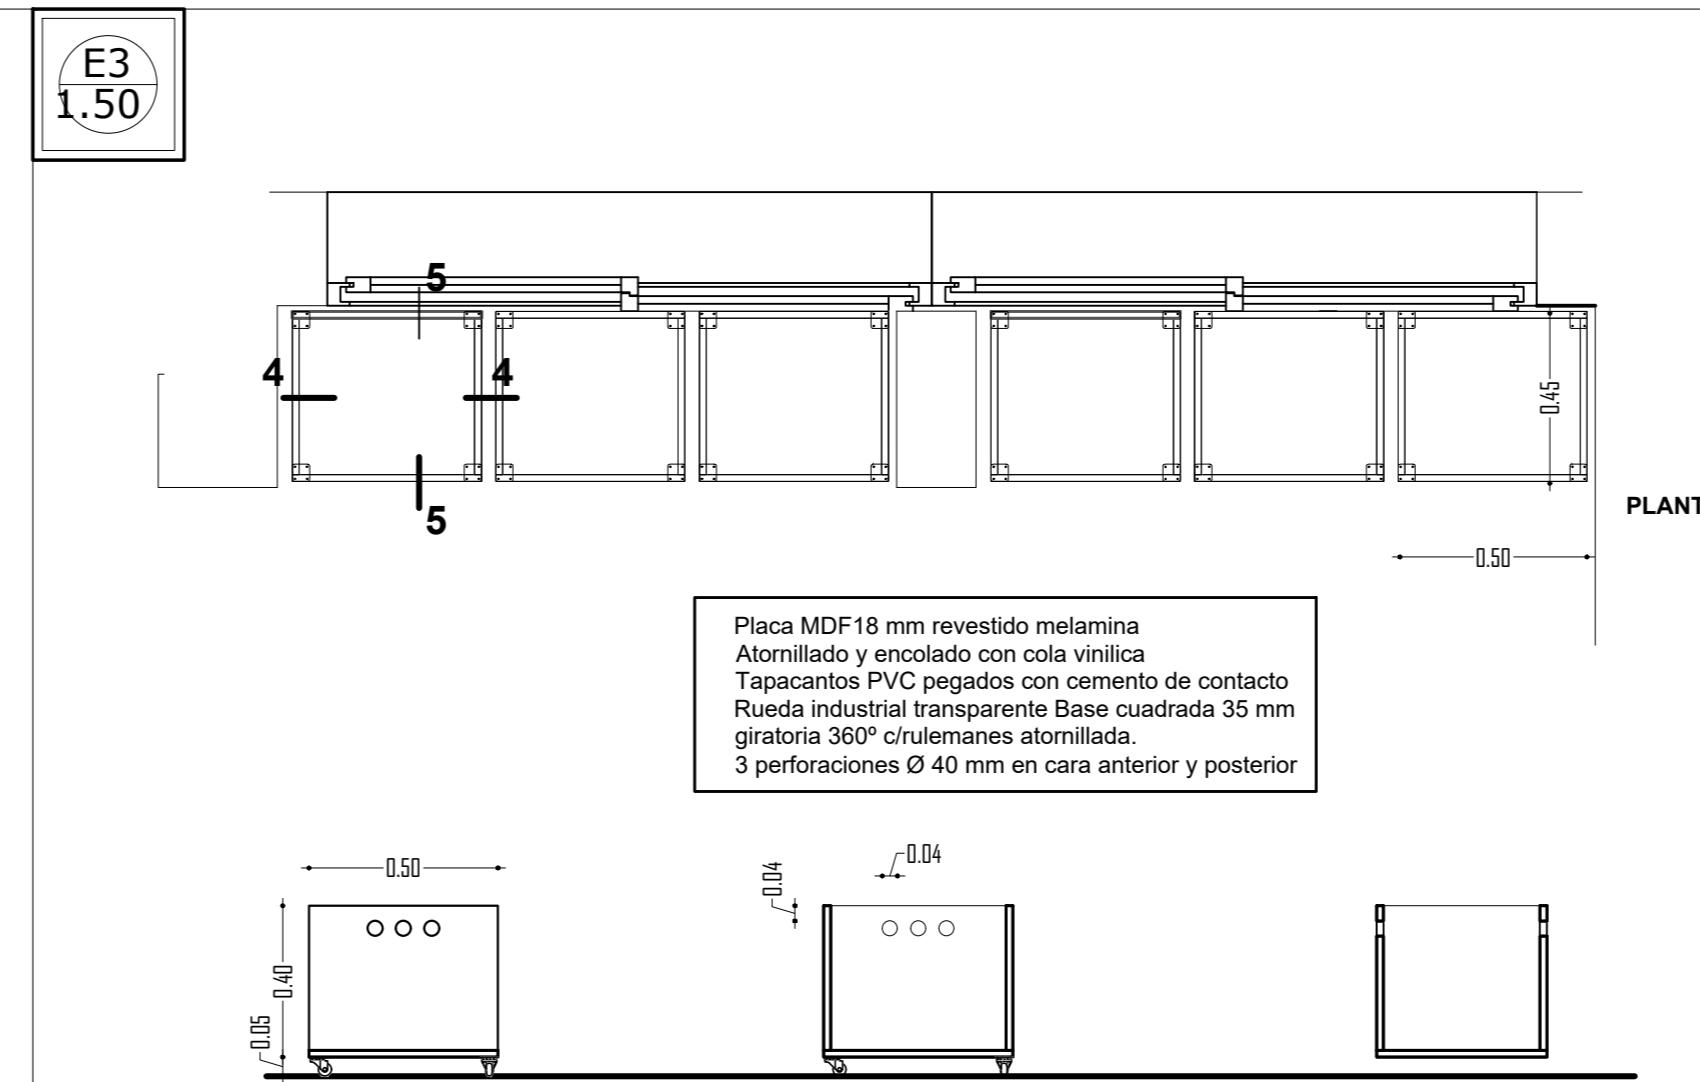 E3
1.50
5
4
4
0.45
5
PLANT
0.50
Placa MDF18 mm revestido melamina
Atornillado y encolado con cola vinilica
Tapacantos PVC pegados con cemento de contacto
Rueda industrial transparente Base cuadrada 35 mm
giratoria 360º c/rulemanes atornillada.
3 perforaciones Ø 40 mm en cara anterior y posterior
0.50
0.04
0.04
0.40
0.05